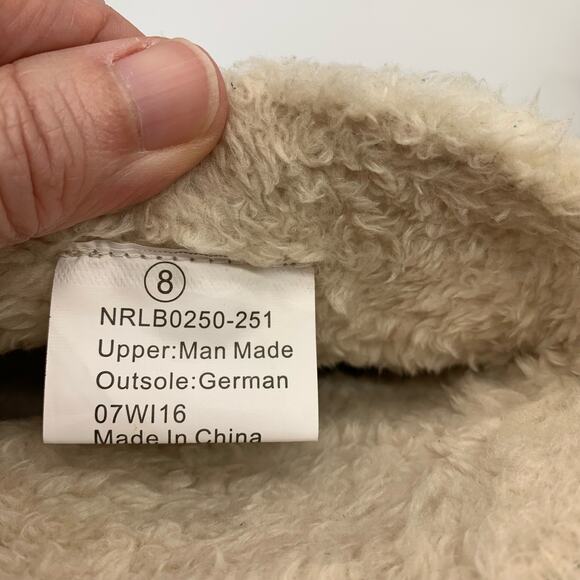 8
NRLB0250-251
Upper:Man Made
Outsole:German
07WI16
Made In China